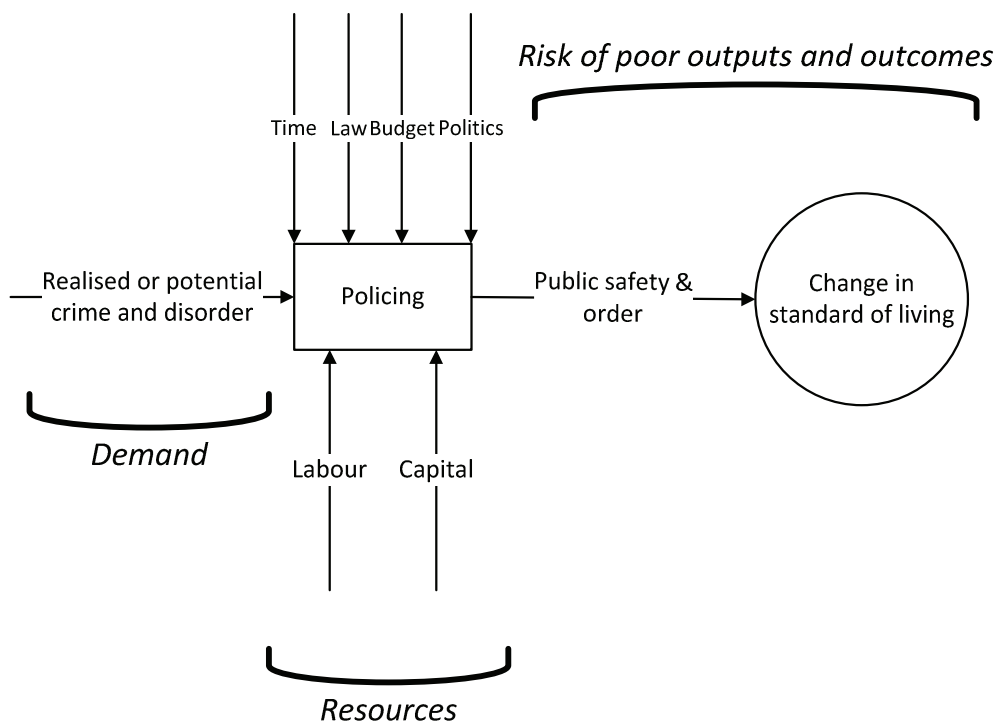 Risk of poor outputs and outcomes
Time Law Budget Politics
Realised or potential
crime and disorder
Policing
Public safety &
order
Change in
standard of living
Demand
Labour Capital
Resources